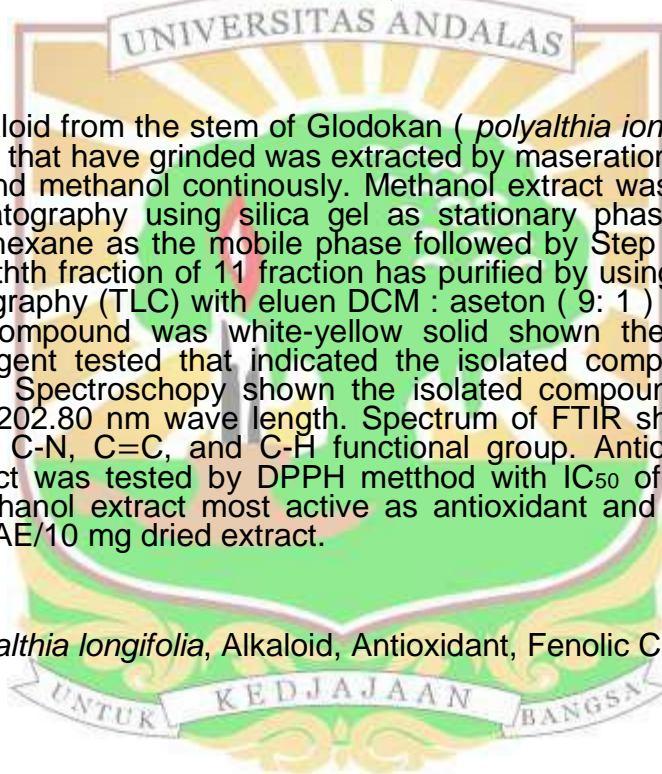 UNIVERSITAS ANDALAS
loid from the stem of Glodokan ( polyalthia ion
that have grinded was extracted by maseration
nd methanol continously. Methanol extract was
atography using silica gel as stationary phas
hexane as the mobile phase followed by Step
thth fraction of 11 fraction has purified by using
graphy (TLC) with eluen DCM : aseton ( 9: 1 )
ompound was white-yellow solid shown the
gent tested that indicated the isolated comp
Spectroschopy shown the isolated compour
202.80 nm wave length. Spectrum of FTIR sh
C-N, C=C, and C-H functional group. Antio
ct was tested by DPPH metthod with IC50 of
hanol extract most active as antioxidant and
AE/10 mg dried extract.
althia longifolia, Alkaloid, Antioxidant, Fenolic C
UNTUK KEDJAJAAN BANGSA